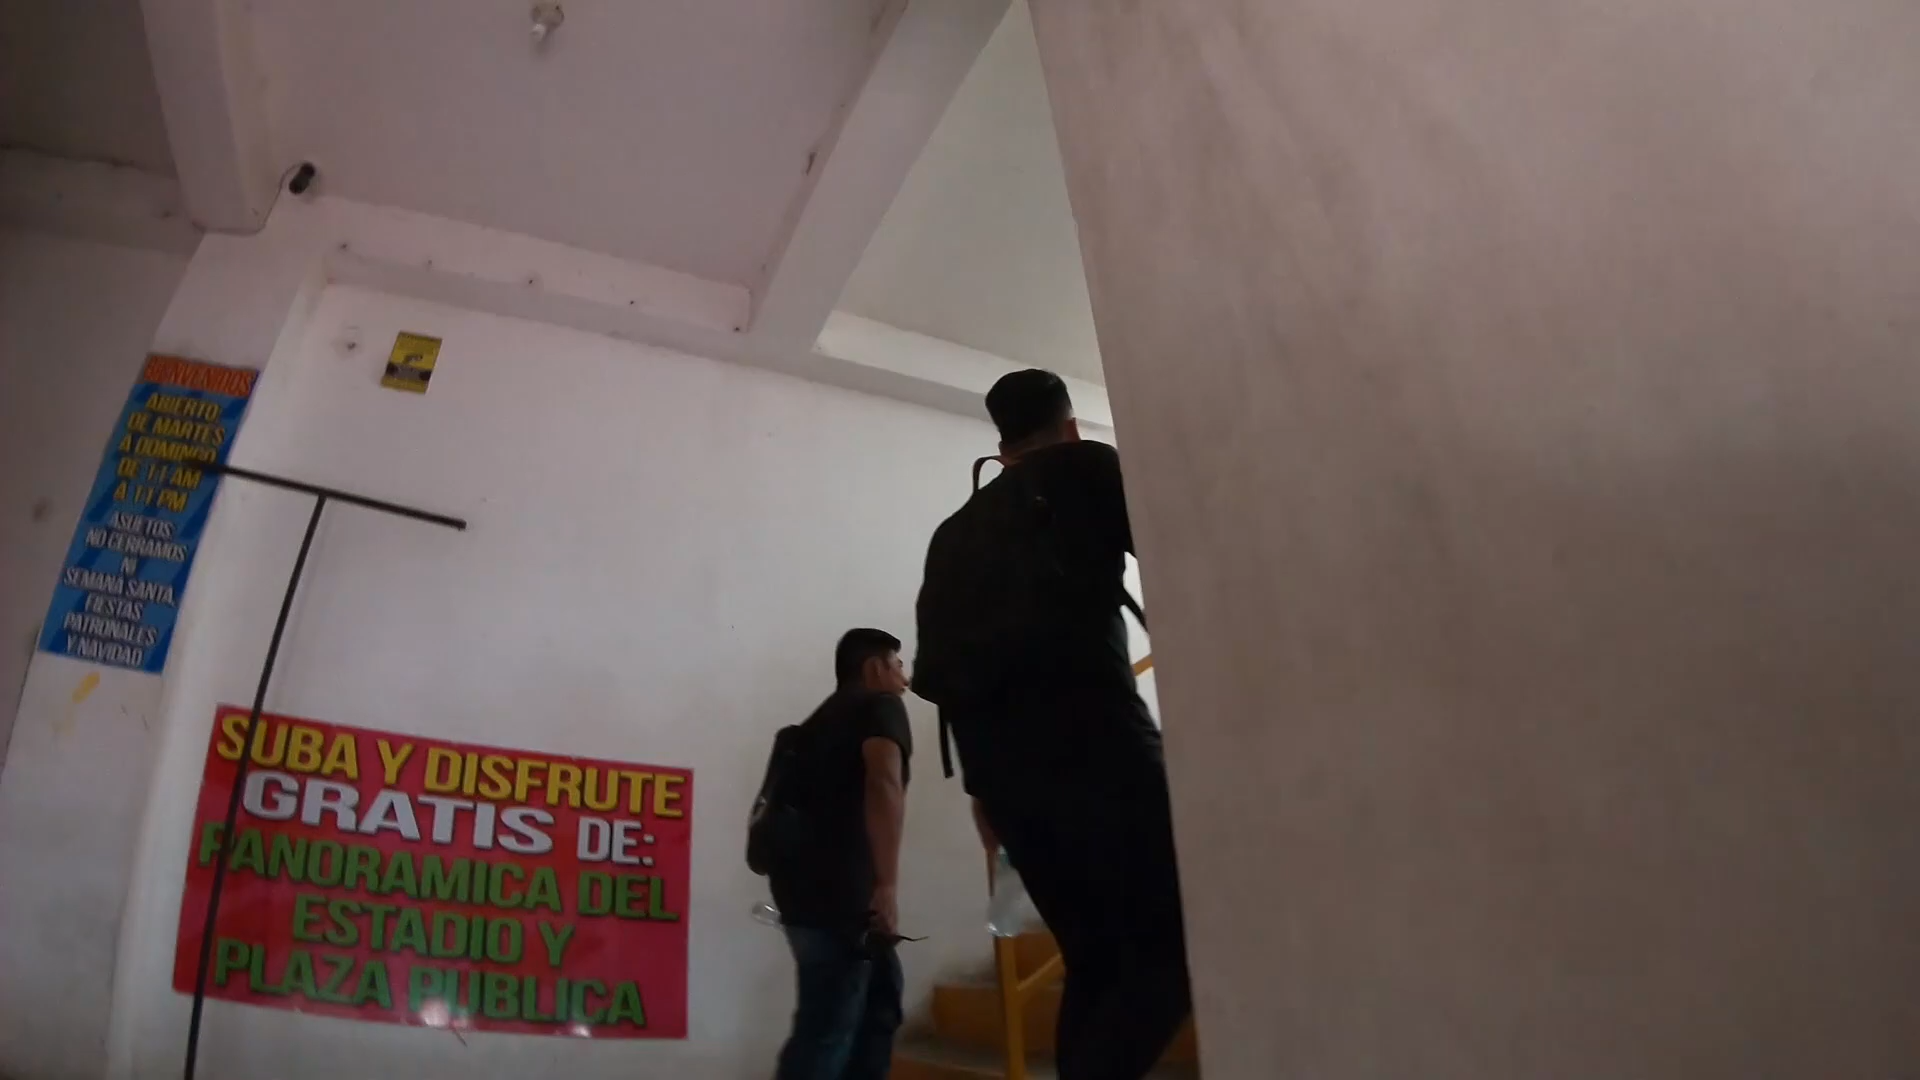 BIENVENIDOS
ABIERTO:
DE MARTES
A DOMINGO
DE 11 AM
A 11 PM
ASUETOS:
NO CERRAMOS
NI
SEMANA SANTA,
FIESTAS
PATRONALES
Y NAVIDAD
SUBA Y DISFRUTE
GRATIS DE:
PANORAMICA DEL
ESTADIO Y
PLAZA PUBLICA